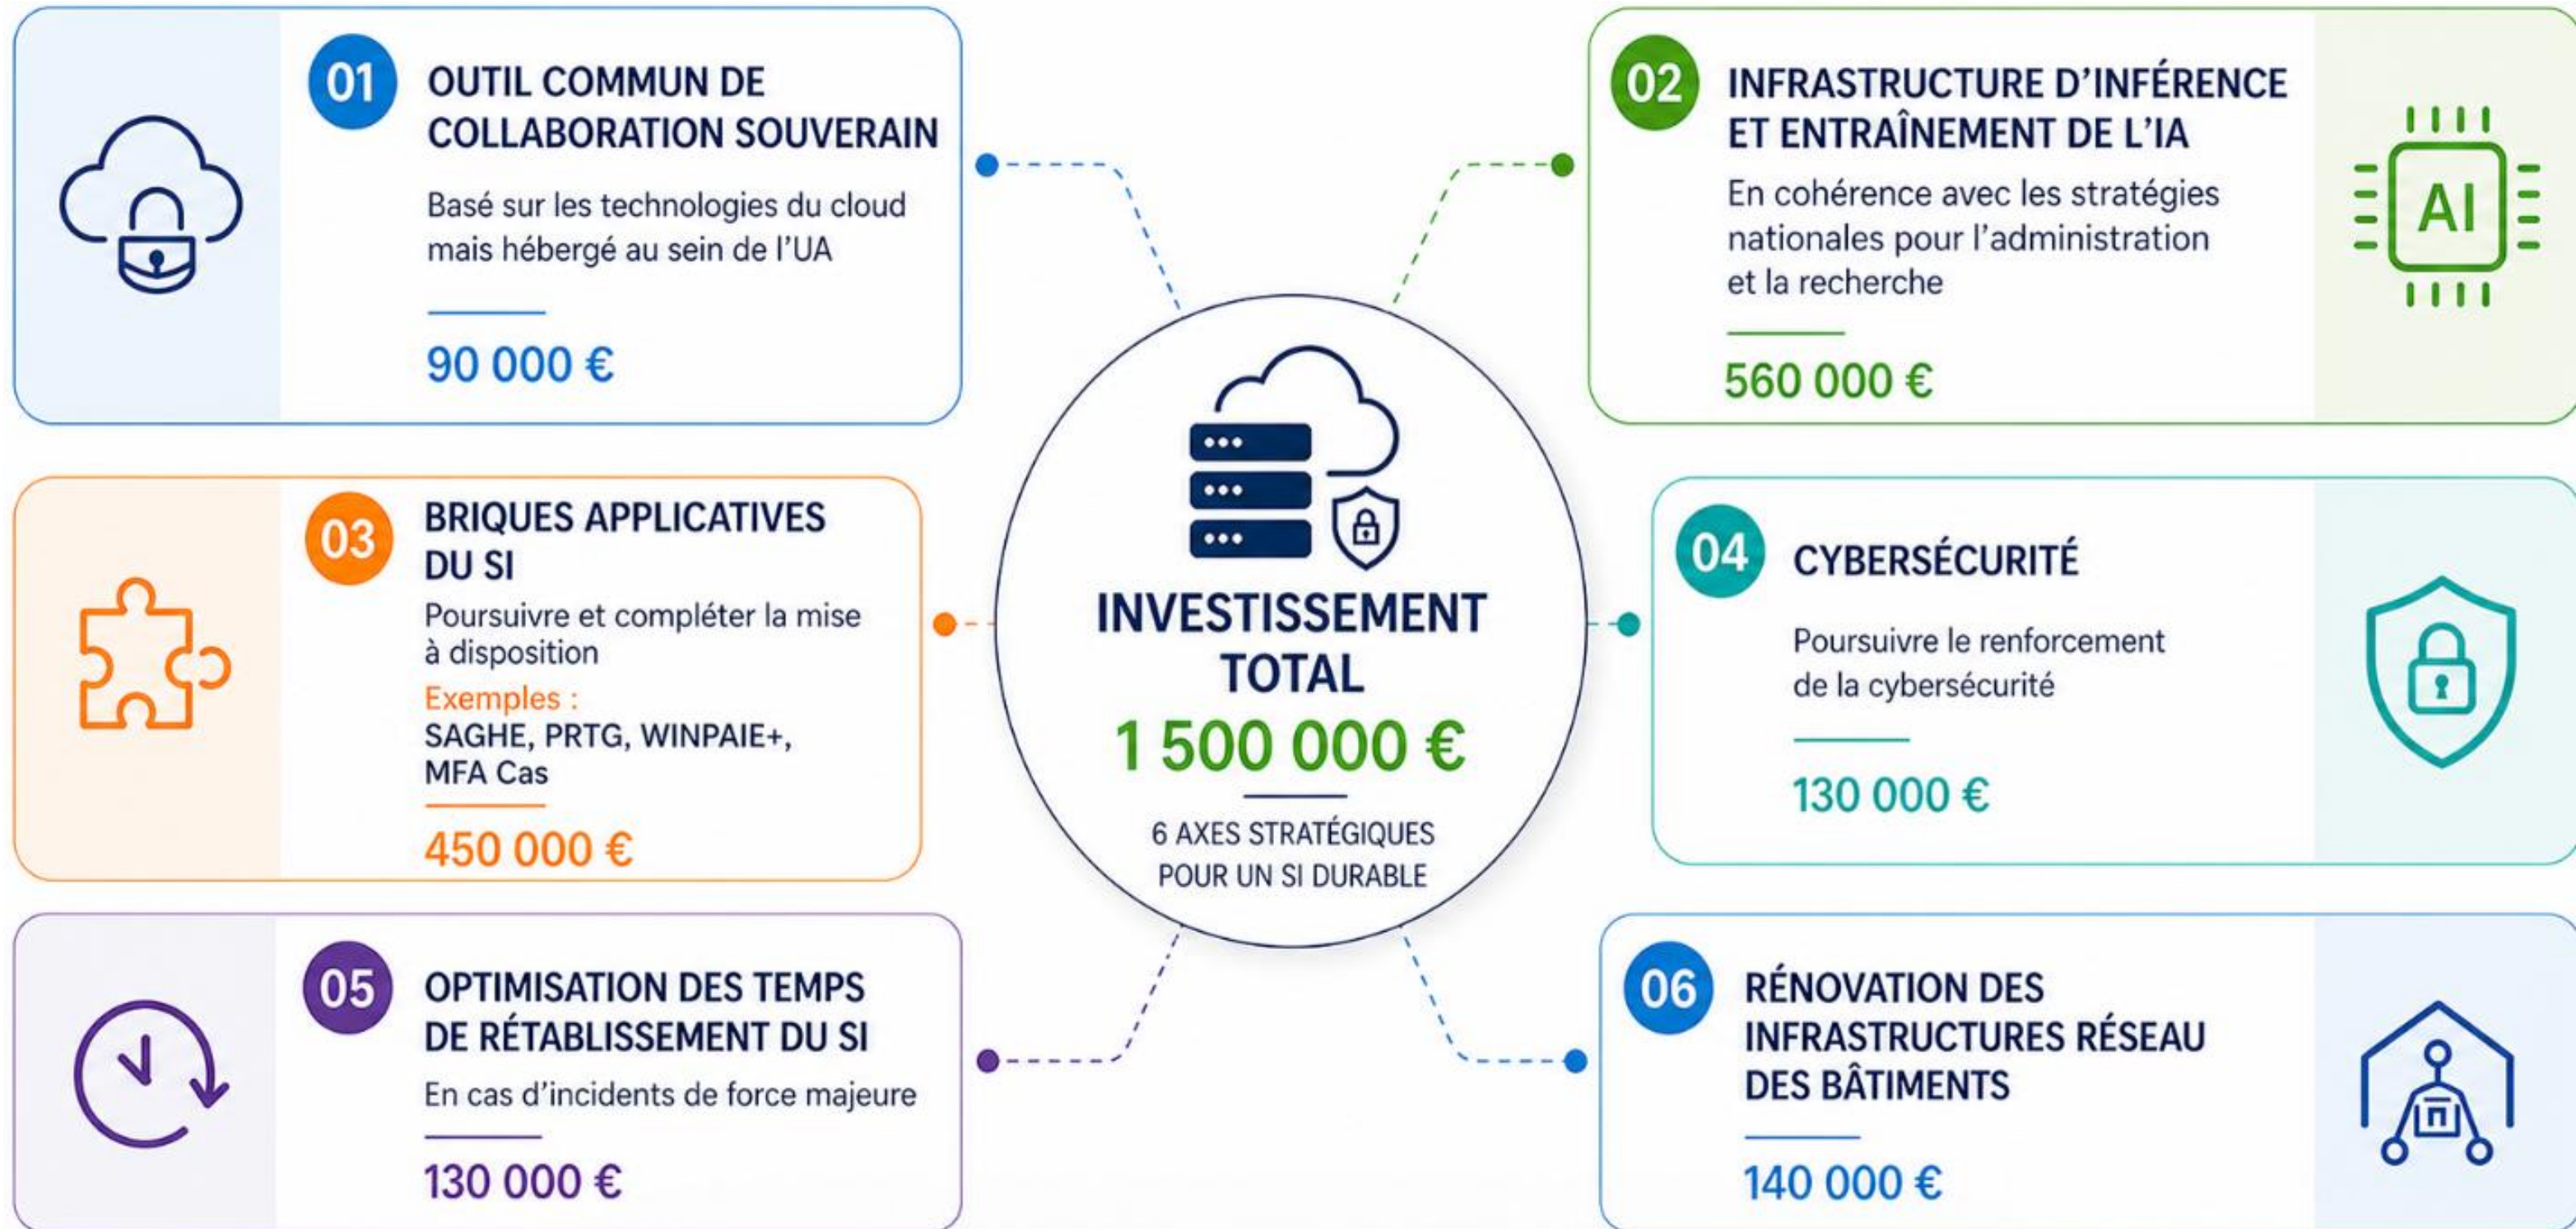 01
OUTIL COMMUN DE
COLLABORATION SOUVERAIN
Basé sur les technologies du cloud
mais hébergé au sein de l'UA
90 000 €
02
INFRASTRUCTURE D'INFÉRENCE
ET ENTRAÎNEMENT DE L'IA
En cohérence avec les stratégies
nationales pour l'administration
et la recherche
560 000 €
AI
03
BRIQUES APPLICATIVES
DU SI
Poursuivre et compléter la mise
à disposition
Exemples :
SAGHE, PRTG, WINPAIE+,
MFA Cas
450 000 €
INVESTISSEMENT
TOTAL
1 500 000 €
6 AXES STRATÉGIQUES
POUR UN SI DURABLE
04
CYBERSÉCURITÉ
Poursuivre le renforcement
de la cybersécurité
130 000 €
05
OPTIMISATION DES TEMPS
DE RÉTABLISSEMENT DU SI
En cas d'incidents de force majeure
130 000 €
06
RÉNOVATION DES
INFRASTRUCTURES RÉSEAU
DES BÂTIMENTS
140 000 €